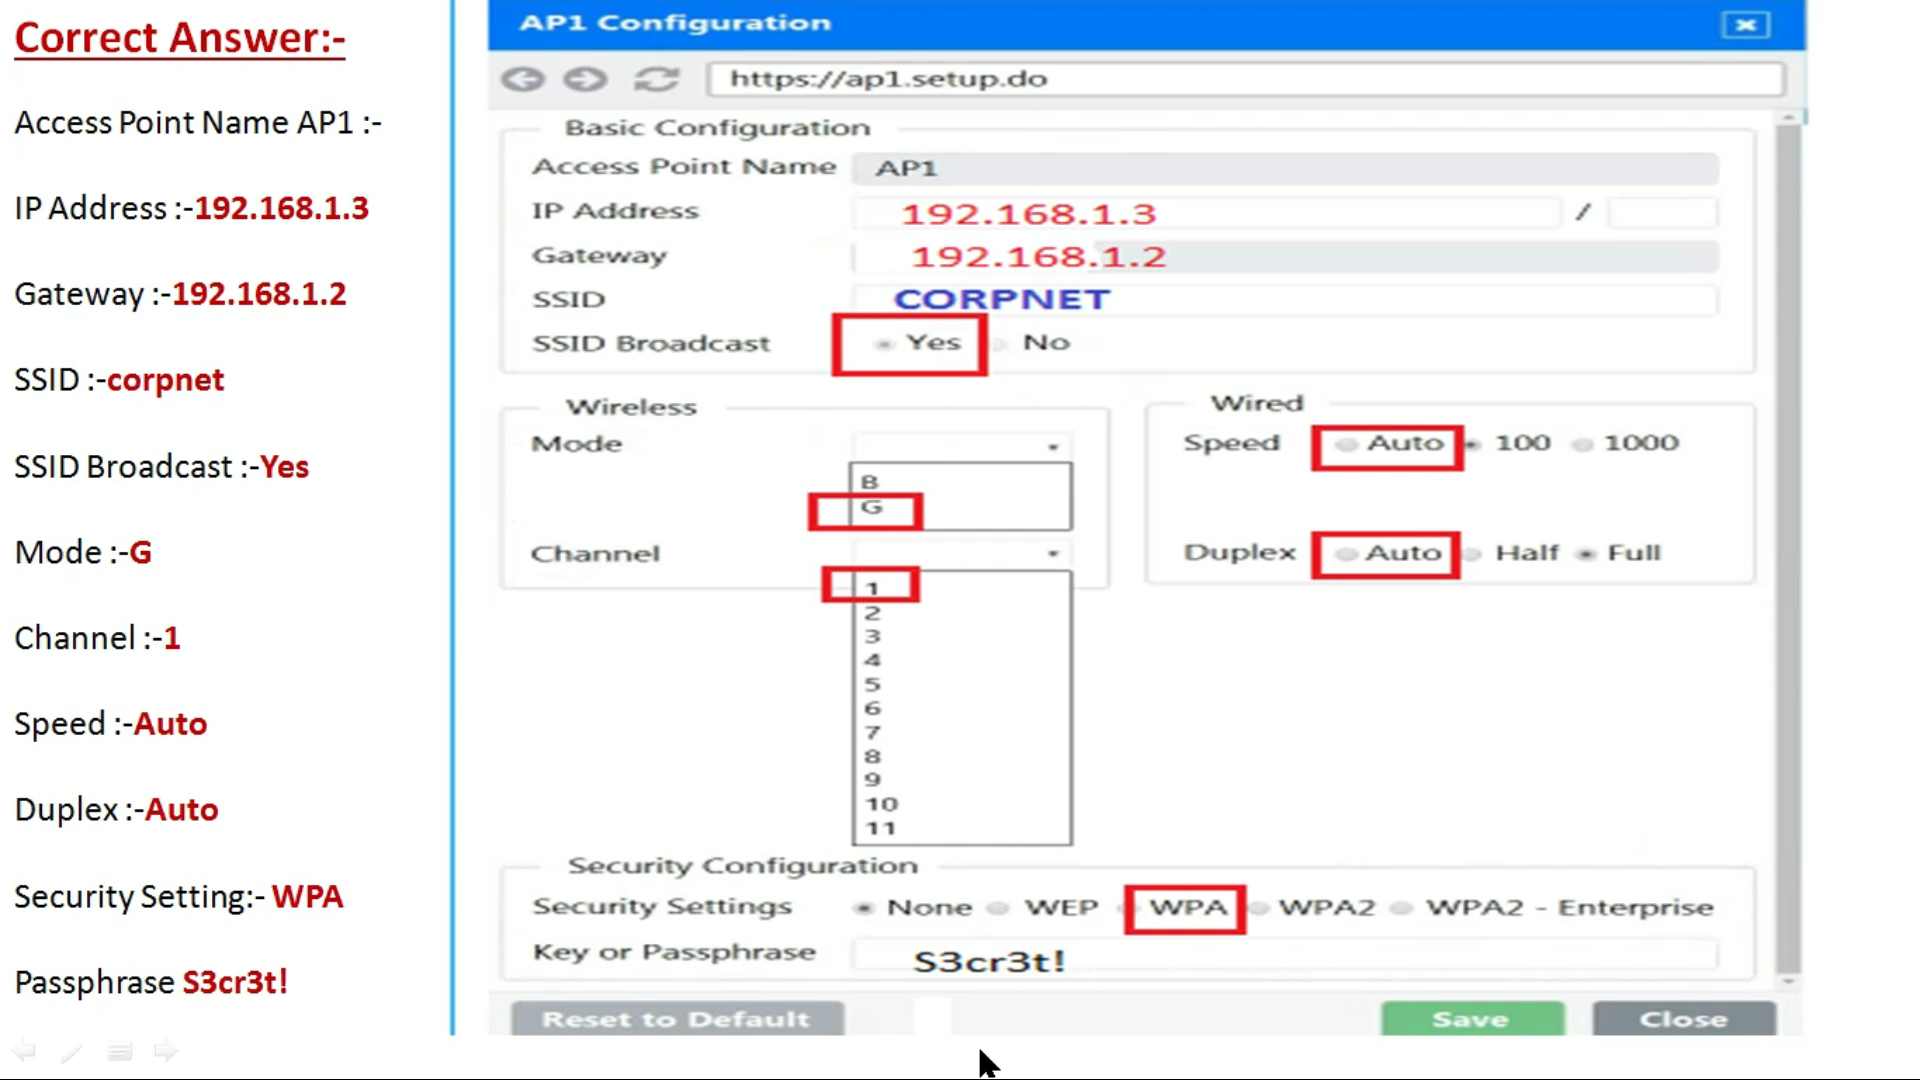 Correct Answer:-
Access Point Name AP1 :-
IP Address :-192.168.1.3
Gateway :-192.168.1.2
SSID :-corpnet
SSID Broadcast :-Yes
Mode :-G
Channel :-1
Speed :-Auto
Duplex :-Auto
Security Setting:- WPA
Passphrase S3cr3t!
AP1 Configuration
https://ap1.setup.do
Basic Configuration
Access Point Name AP1
IP Address 192.168.1.3 /
Gateway 192.168.1.2
SSID CORPNET
SSID Broadcast Yes No
Wireless
Mode
B
G
Channel
1
2
3
4
5
6
7
8
9
10
11
Wired
Speed Auto 100 1000
Duplex Auto Half Full
Security Configuration
Security Settings None WEP WPA WPA2 WPA2 - Enterprise
Key or Passphrase S3cr3t!
Reset to Default Save Close